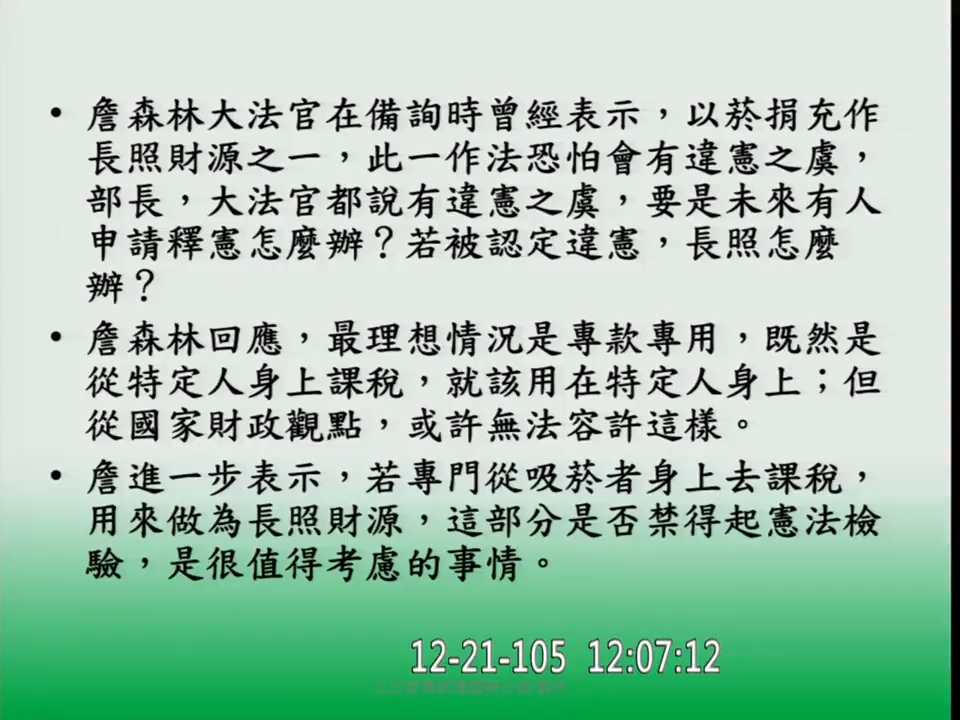 • 詹森林大法官在備詢時曾經表示，以菸捐充作
長照財源之一，此一作法恐怕會有違憲之虞，
部長，大法官都說有違憲之虞，要是未來有人
申請釋憲怎麼辦？若被認定違憲，長照怎麼
辦？
• 詹森林回應，最理想情況是專款專用，既然是
從特定人身上課稅，就該用在特定人身上；但
從國家財政觀點，或許無法容許這樣。
• 詹進一步表示，若專門從吸菸者身上去課稅，
用來做為長照財源，這部分是否禁得起憲法檢
驗，是很值得考慮的事情。
12-21-105 12:07:12